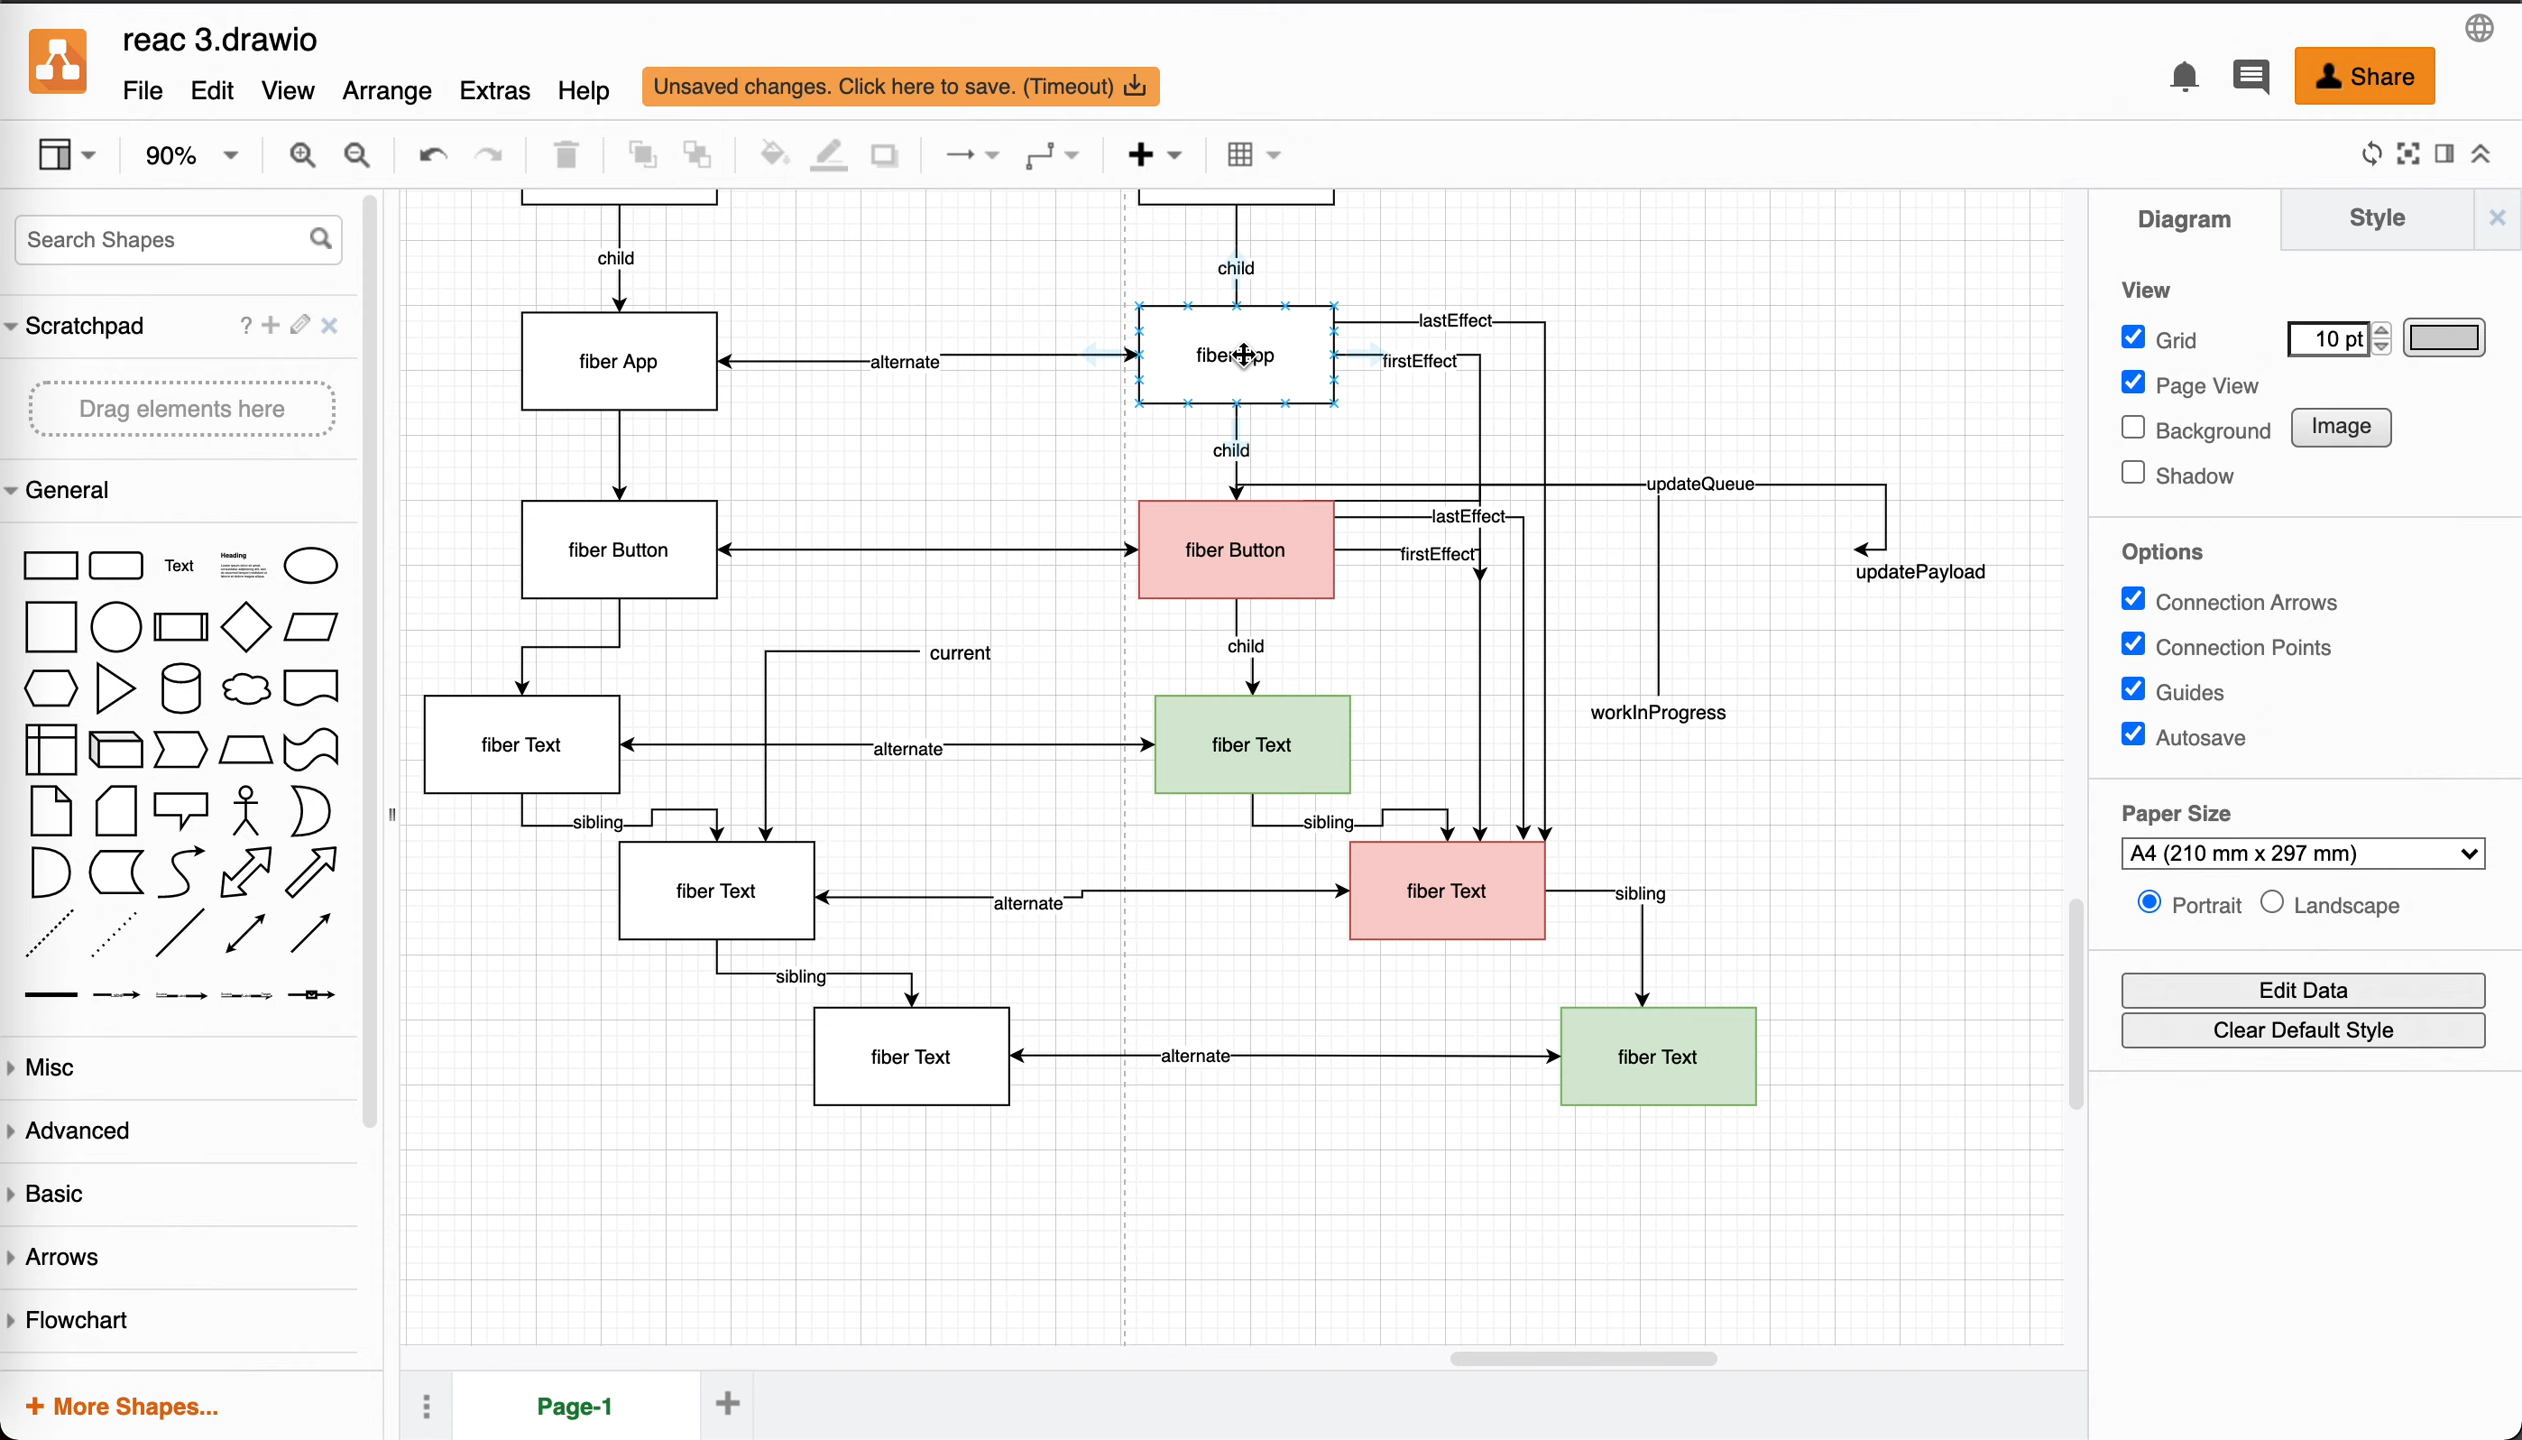 reac 3.drawio
File Edit View Arrange Extras Help
Unsaved changes. Click here to save. (Timeout)
Share
90%
Search Shapes
Scratchpad
?
Drag elements here
General
Text
Heading
Misc
Advanced
Basic
Arrows
Flowchart
+ More Shapes...
child
child
fiber App
alternate
lastEffect
firstEffect
child
updateQueue
fiber Button
fiber Button
lastEffect
firstEffect
updatePayload
child
current
workInProgress
fiber Text
alternate
fiber Text
sibling
sibling
fiber Text
alternate
fiber Text
sibling
sibling
fiber Text
alternate
fiber Text
Page-1
Diagram
Style
View
Grid
10 pt
Page View
Background
Image
Shadow
Options
Connection Arrows
Connection Points
Guides
Autosave
Paper Size
A4 (210 mm x 297 mm)
Portrait Landscape
Edit Data
Clear Default Style